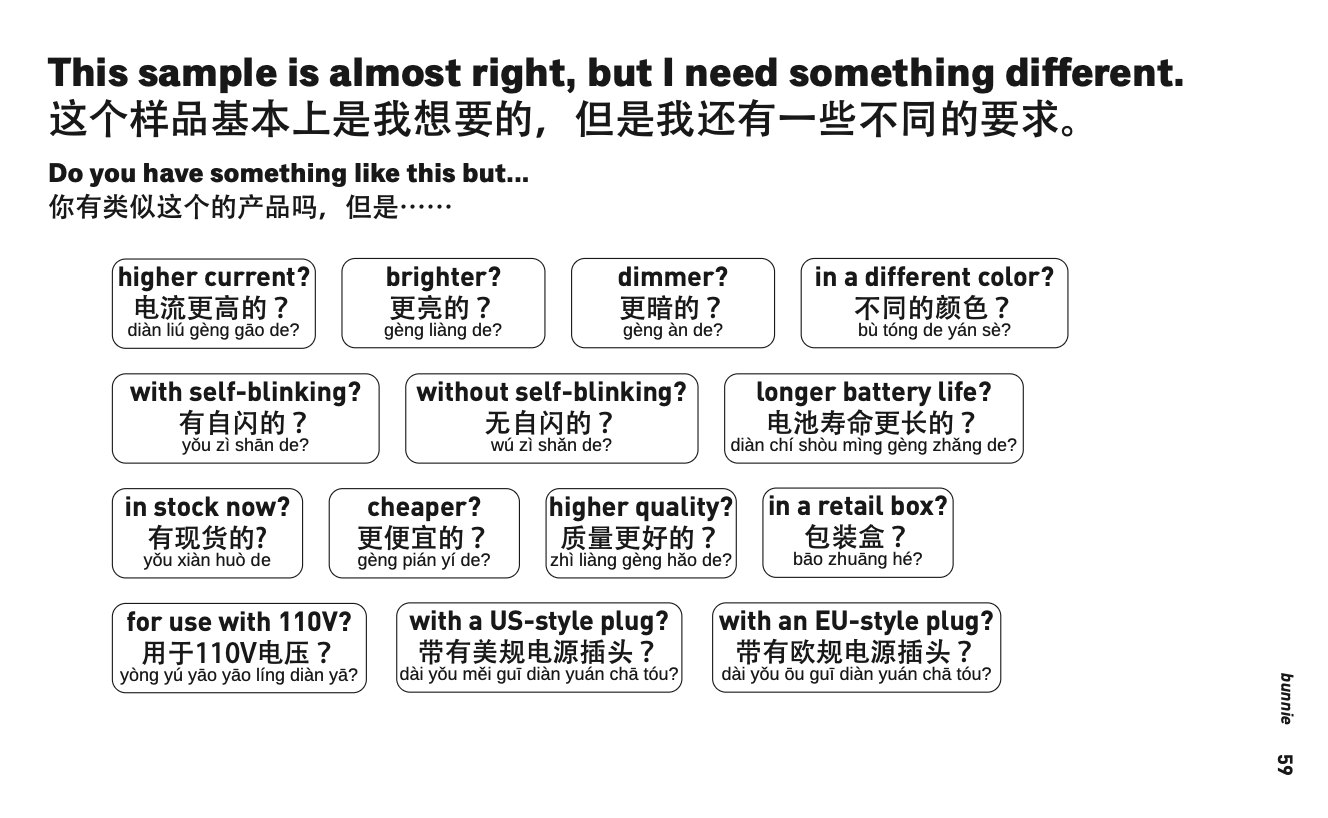 This sample is almost right, but I need something different.
这个样品基本上是我想要的，但是我还有一些不同的要求。
Do you have something like this but...
你有类似这个的产品吗，但是⋯⋯
higher current?
电流更高的？
diàn liú gèng gāo de?
brighter?
更亮的？
gèng liàng de?
dimmer?
更暗的？
gèng àn de?
in a different color?
不同的颜色？
bù tóng de yán sè?
with self-blinking?
有自闪的？
yǒu zì shān de?
without self-blinking?
无自闪的？
wú zì shǎn de?
longer battery life?
电池寿命更长的？
diàn chí shòu mìng gèng zhǎng de?
in stock now?
有现货的?
yǒu xiàn huò de
cheaper?
更便宜的？
gèng pián yí de?
higher quality?
质量更好的？
zhì liàng gèng hǎo de?
in a retail box?
包装盒？
bāo zhuāng hé?
for use with 110V?
用于110V电压？
yòng yú yāo yāo líng diàn yā?
with a US-style plug?
带有美规电源插头？
dài yǒu měi guī diàn yuán chā tóu?
with an EU-style plug?
带有欧规电源插头？
dài yǒu ōu guī diàn yuán chā tóu?
bunnie 59